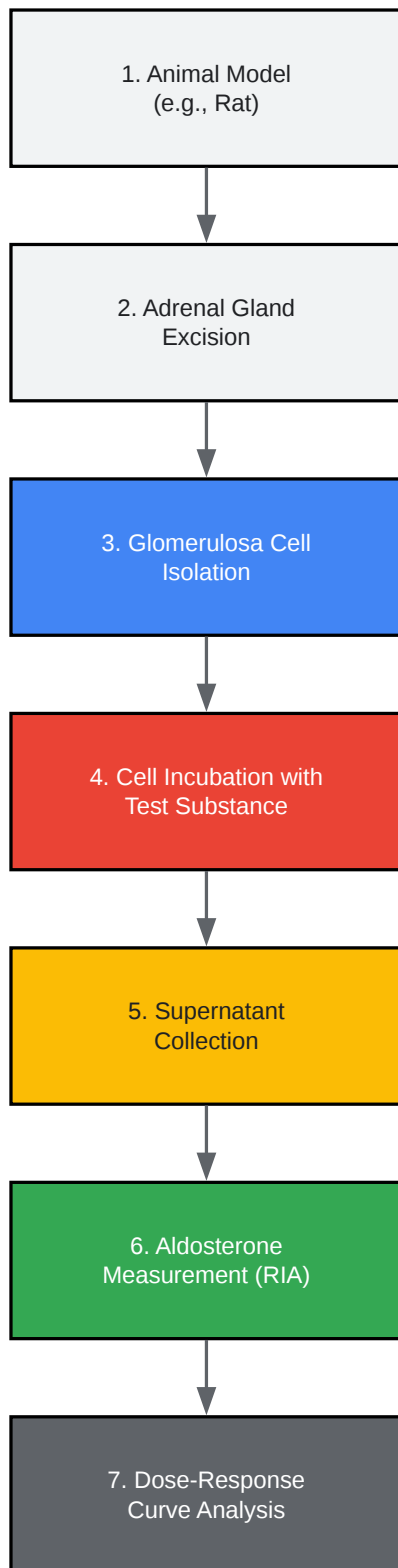 1. Animal Model
(e.g., Rat)
2. Adrenal Gland
Excision
3. Glomerulosa Cell
Isolation
4. Cell Incubation with
Test Substance
5. Supernatant
Collection
6. Aldosterone
Measurement (RIA)
7. Dose-Response
Curve Analysis